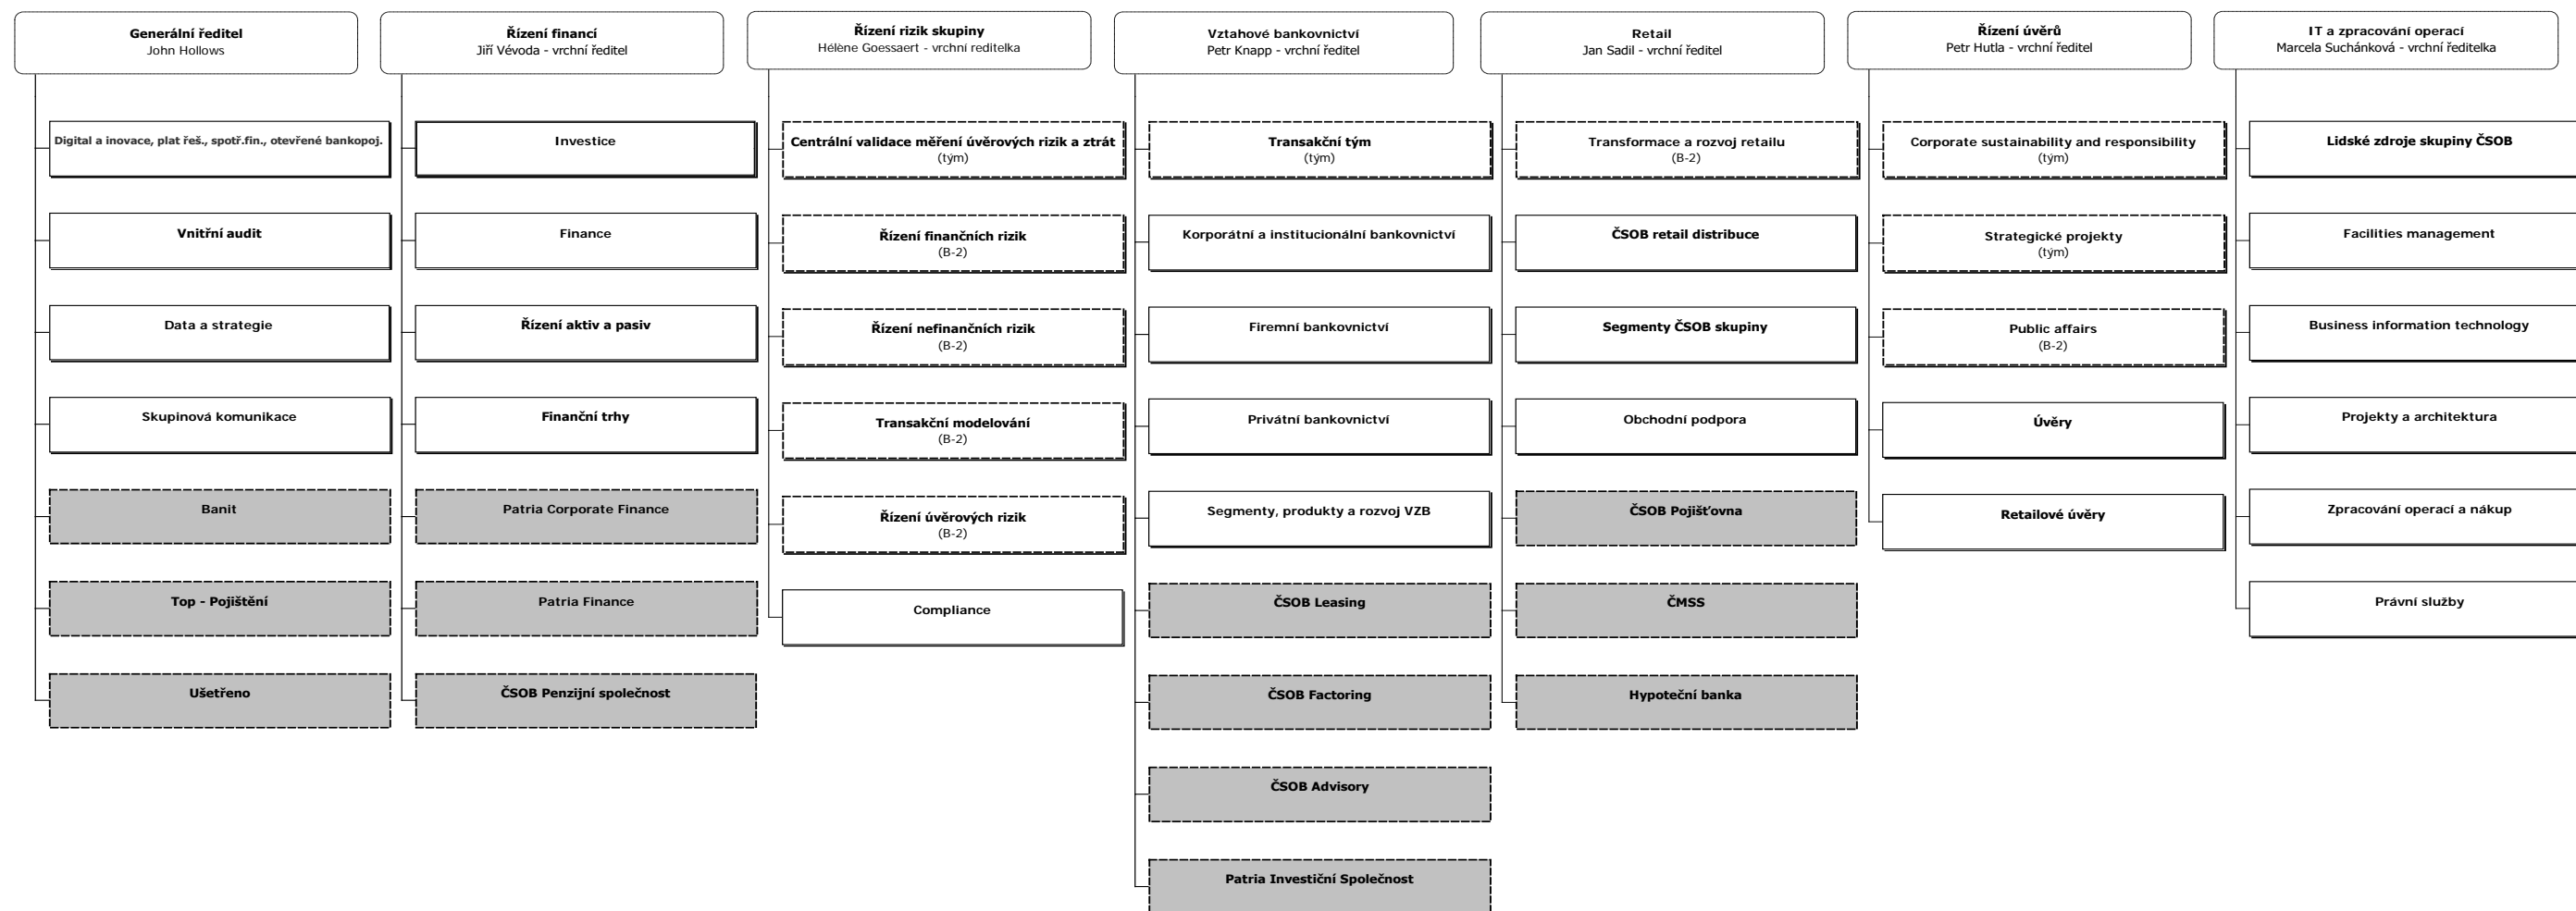 Generální ředitel
John Hollows
Digital a inovace, plat řeš., spotř.fin., otevřené bankopoj.
Vnitřní audit
Data a strategie
Skupinová komunikace
Banit
Top - Pojištění
Ušetřeno
Řízení financí
Jiří Vévoda - vrchní ředitel
Investice
Finance
Řízení aktiv a pasiv
Finanční trhy
Patria Corporate Finance
Patria Finance
ČSOB Penzijní společnost
Řízení rizik skupiny
Hélène Goessaert - vrchní reditelka
Centrální validace měření úvěrových rizik a ztrát
(tým)
Řízení finančních rizik
(B-2)
Řízení nefinančních rizik
(B-2)
Transakční modelování
(B-2)
Řízení úvěrových rizik
(B-2)
Compliance
Vztahové bankovnictví
Petr Knapp - vrchní ředitel
Transakční tým
(tým)
Korporátní a institucionální bankovnictví
Firemní bankovnictví
Privátní bankovnictví
Segmenty, produkty a rozvoj VZB
ČSOB Leasing
ČSOB Factoring
ČSOB Advisory
Patria Investiční Společnost
Retail
Jan Sadil - vrchní ředitel
Transformace a rozvoj retailu
(B-2)
ČSOB retail distribuce
Segmenty ČSOB skupiny
Obchodní podpora
ČSOB Pojišťovna
ČMSS
Hypoteční banka
Řízení úvěrů
Petr Hutla - vrchní ředitel
Corporate sustainability and responsibility
(tým)
Strategické projekty
(tým)
Public affairs
(B-2)
Úvěry
Retailové úvěry
IT a zpracování operací
Marcela Suchánková - vrchní ředitelka
Lidské zdroje skupiny ČSOB
Facilities management
Business information technology
Projekty a architektura
Zpracování operací a nákup
Právní služby